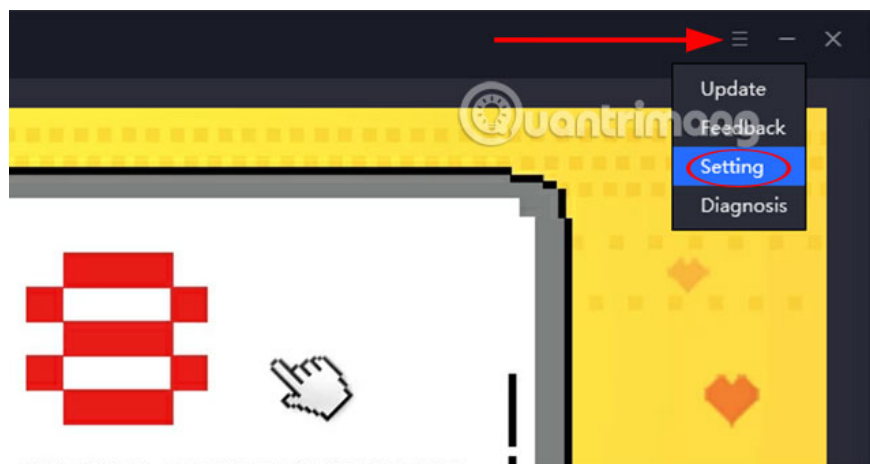 Update
Quantrimang
Feedback
Setting
Diagnosis